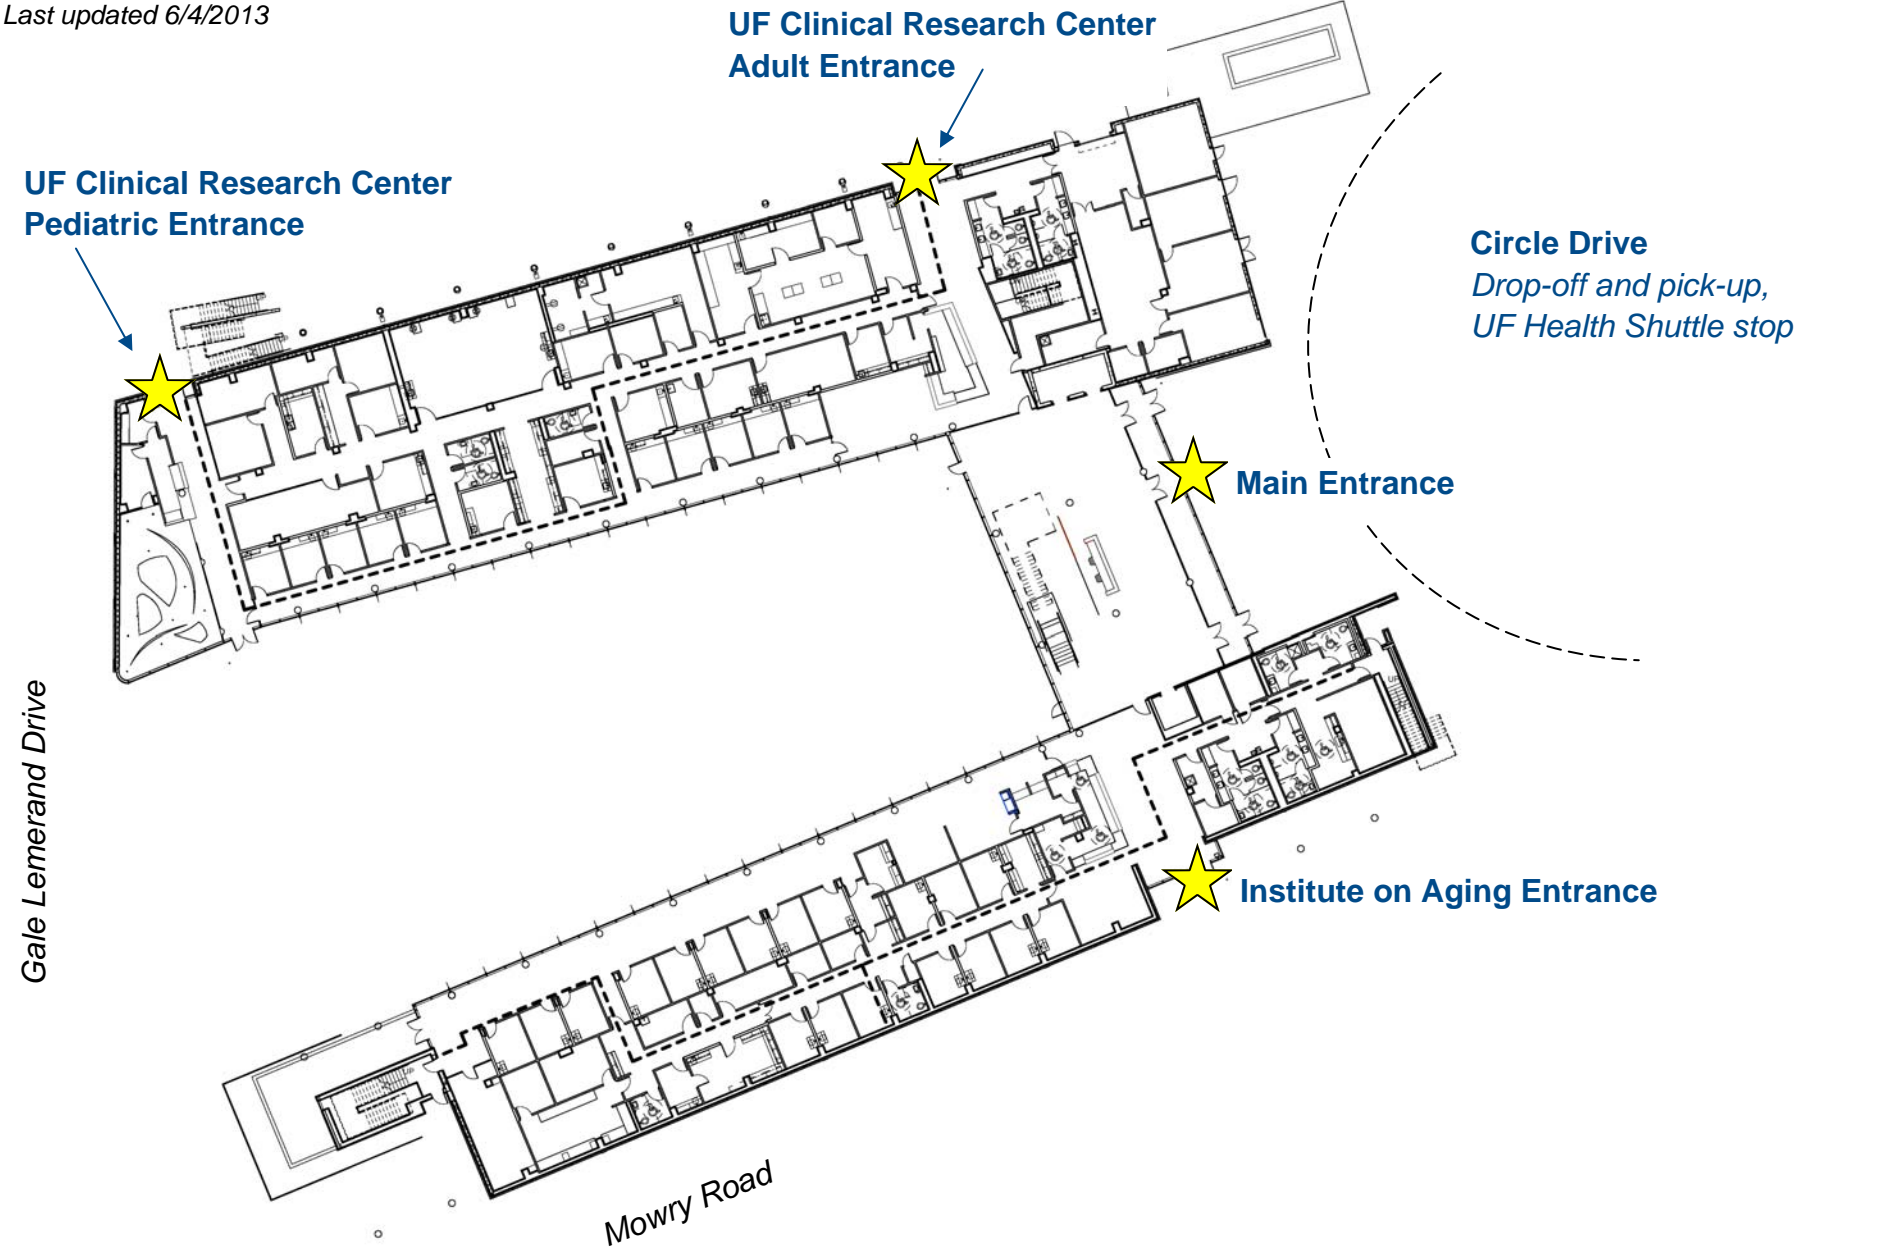 Last updated 6/4/2013
UF Clinical Research Center
Adult Entrance
UF Clinical Research Center
Pediatric Entrance
Circle Drive
Drop-off and pick-up,
UF Health Shuttle stop
Main Entrance
Institute on Aging Entrance
Gale Lemerand Drive
Mowry Road